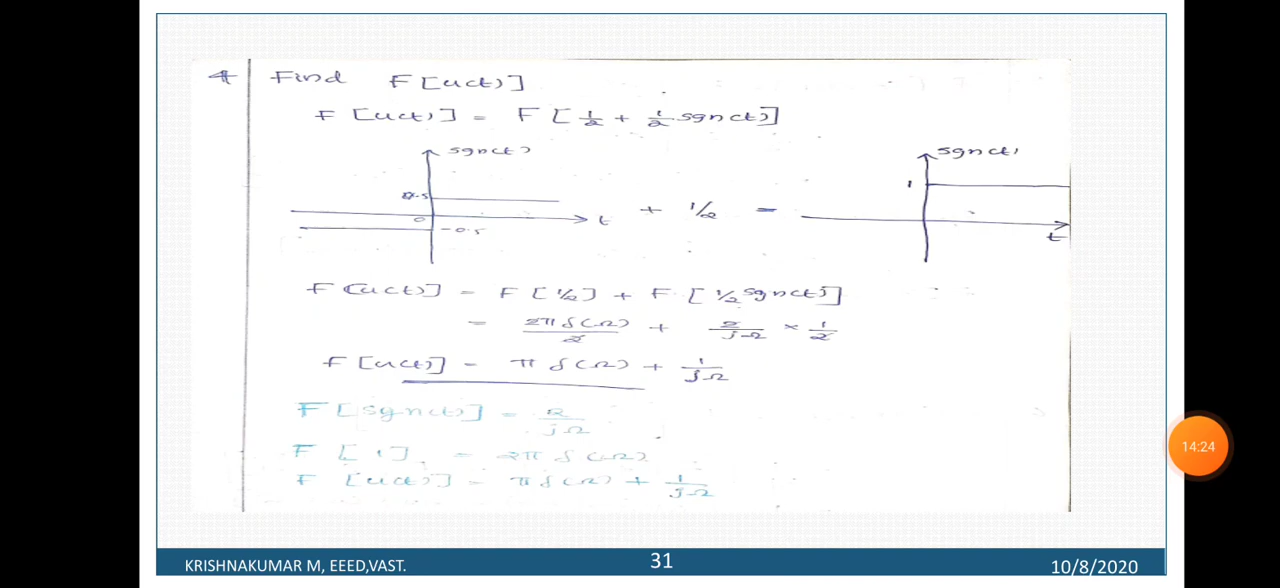 4 Find F[u(t)]
F[u(t)] = F[1/2 + 1/2 sgn(t)]
sgn(t) sgn(t)
0.5 1
0 t + 1/2 = t
-0.5
F[u(t)] = F[1/2] + F[1/2 sgn(t)]
= 2πδ(Ω)/2 + 2/jΩ × 1/2
F[u(t)] = πδ(Ω) + 1/jΩ
F[sgn(t)] = 2/jΩ
F[1] = 2πδ(Ω)
F[u(t)] = πδ(Ω) + 1/jΩ
14:24
KRISHNAKUMAR M, EEED,VAST. 31 10/8/2020